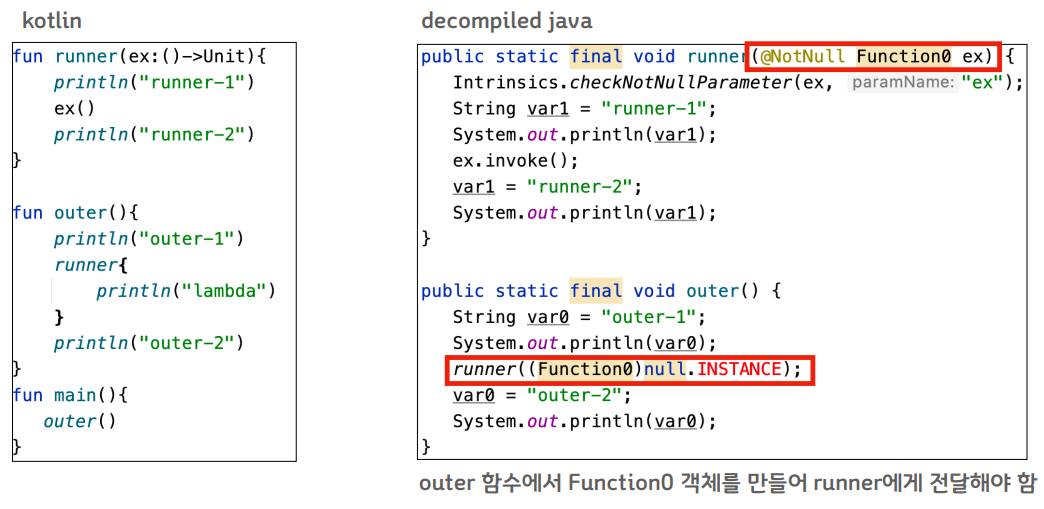 kotlin
fun runner(ex:()->Unit){
println("runner-1")
ex()
println("runner-2")
}
fun outer(){
println("outer-1")
runner{
println("lambda")
}
println("outer-2")
}
fun main(){
outer()
}
decompiled java
public static final void runner(@NotNull Function0 ex) {
Intrinsics.checkNotNullParameter(ex, paramName: "ex");
String var1 = "runner-1";
System.out.println(var1);
ex.invoke();
var1 = "runner-2";
System.out.println(var1);
}
public static final void outer() {
String var0 = "outer-1";
System.out.println(var0);
runner((Function0)null.INSTANCE);
var0 = "outer-2";
System.out.println(var0);
}
outer 함수에서 Function0 객체를 만들어 runner에게 전달해야 함